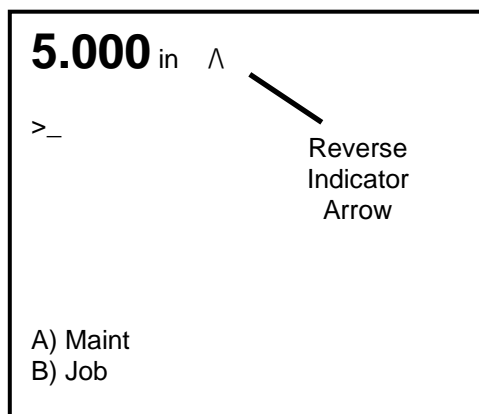 5.000 in /\
>_
Reverse
Indicator
Arrow
A) Maint
B) Job